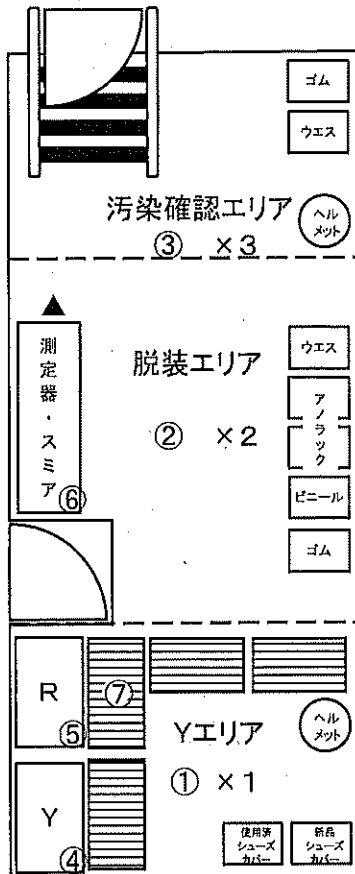 ゴム
ウエス
汚染確認エリア
ヘル
メット
③ ×3
▲
測定器・スミア
⑥
脱装エリア
② ×2
ウエス
アノラック
ビニール
ゴム
R
⑤
⑦
Yエリア
ヘル
メット
① ×1
Y
④
使用済
シューズ
カバー
新品
シューズ
カバー